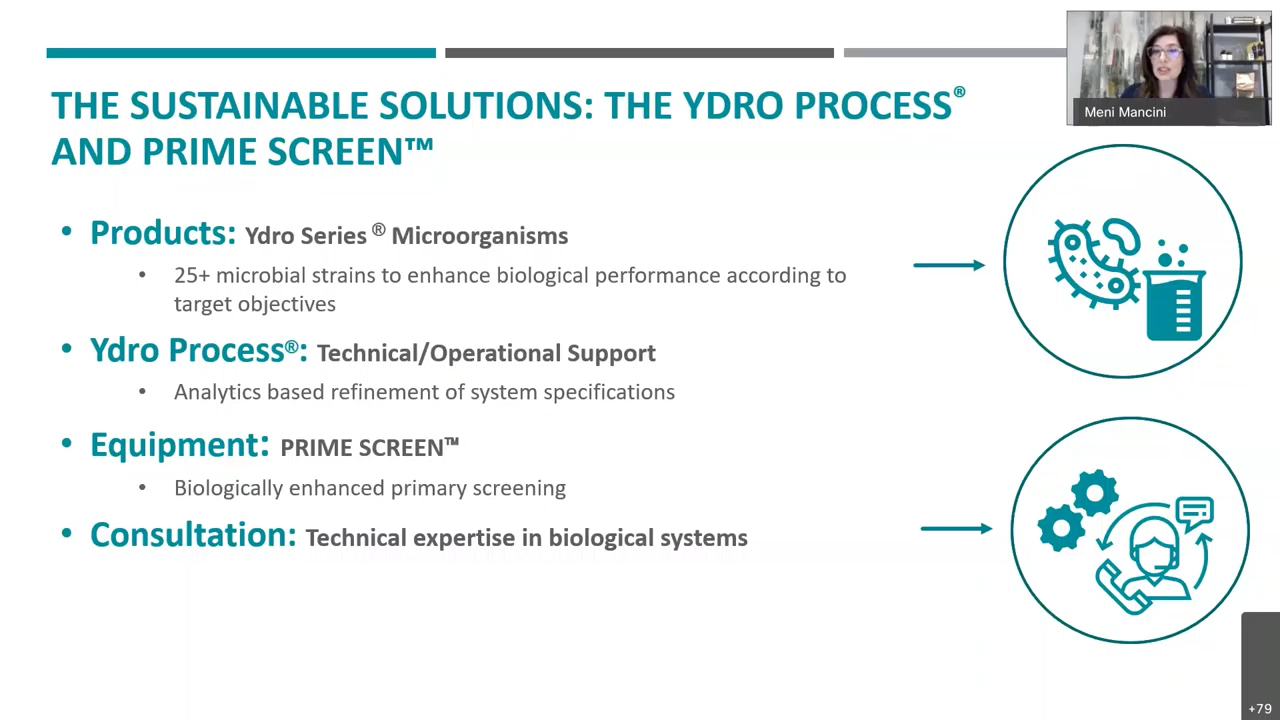 THE SUSTAINABLE SOLUTIONS: THE YDRO PROCESS®
AND PRIME SCREEN™
Meni Mancini
• Products: Ydro Series ® Microorganisms
• 25+ microbial strains to enhance biological performance according to
target objectives
• Ydro Process®: Technical/Operational Support
• Analytics based refinement of system specifications
• Equipment: PRIME SCREEN™
• Biologically enhanced primary screening
• Consultation: Technical expertise in biological systems
+79